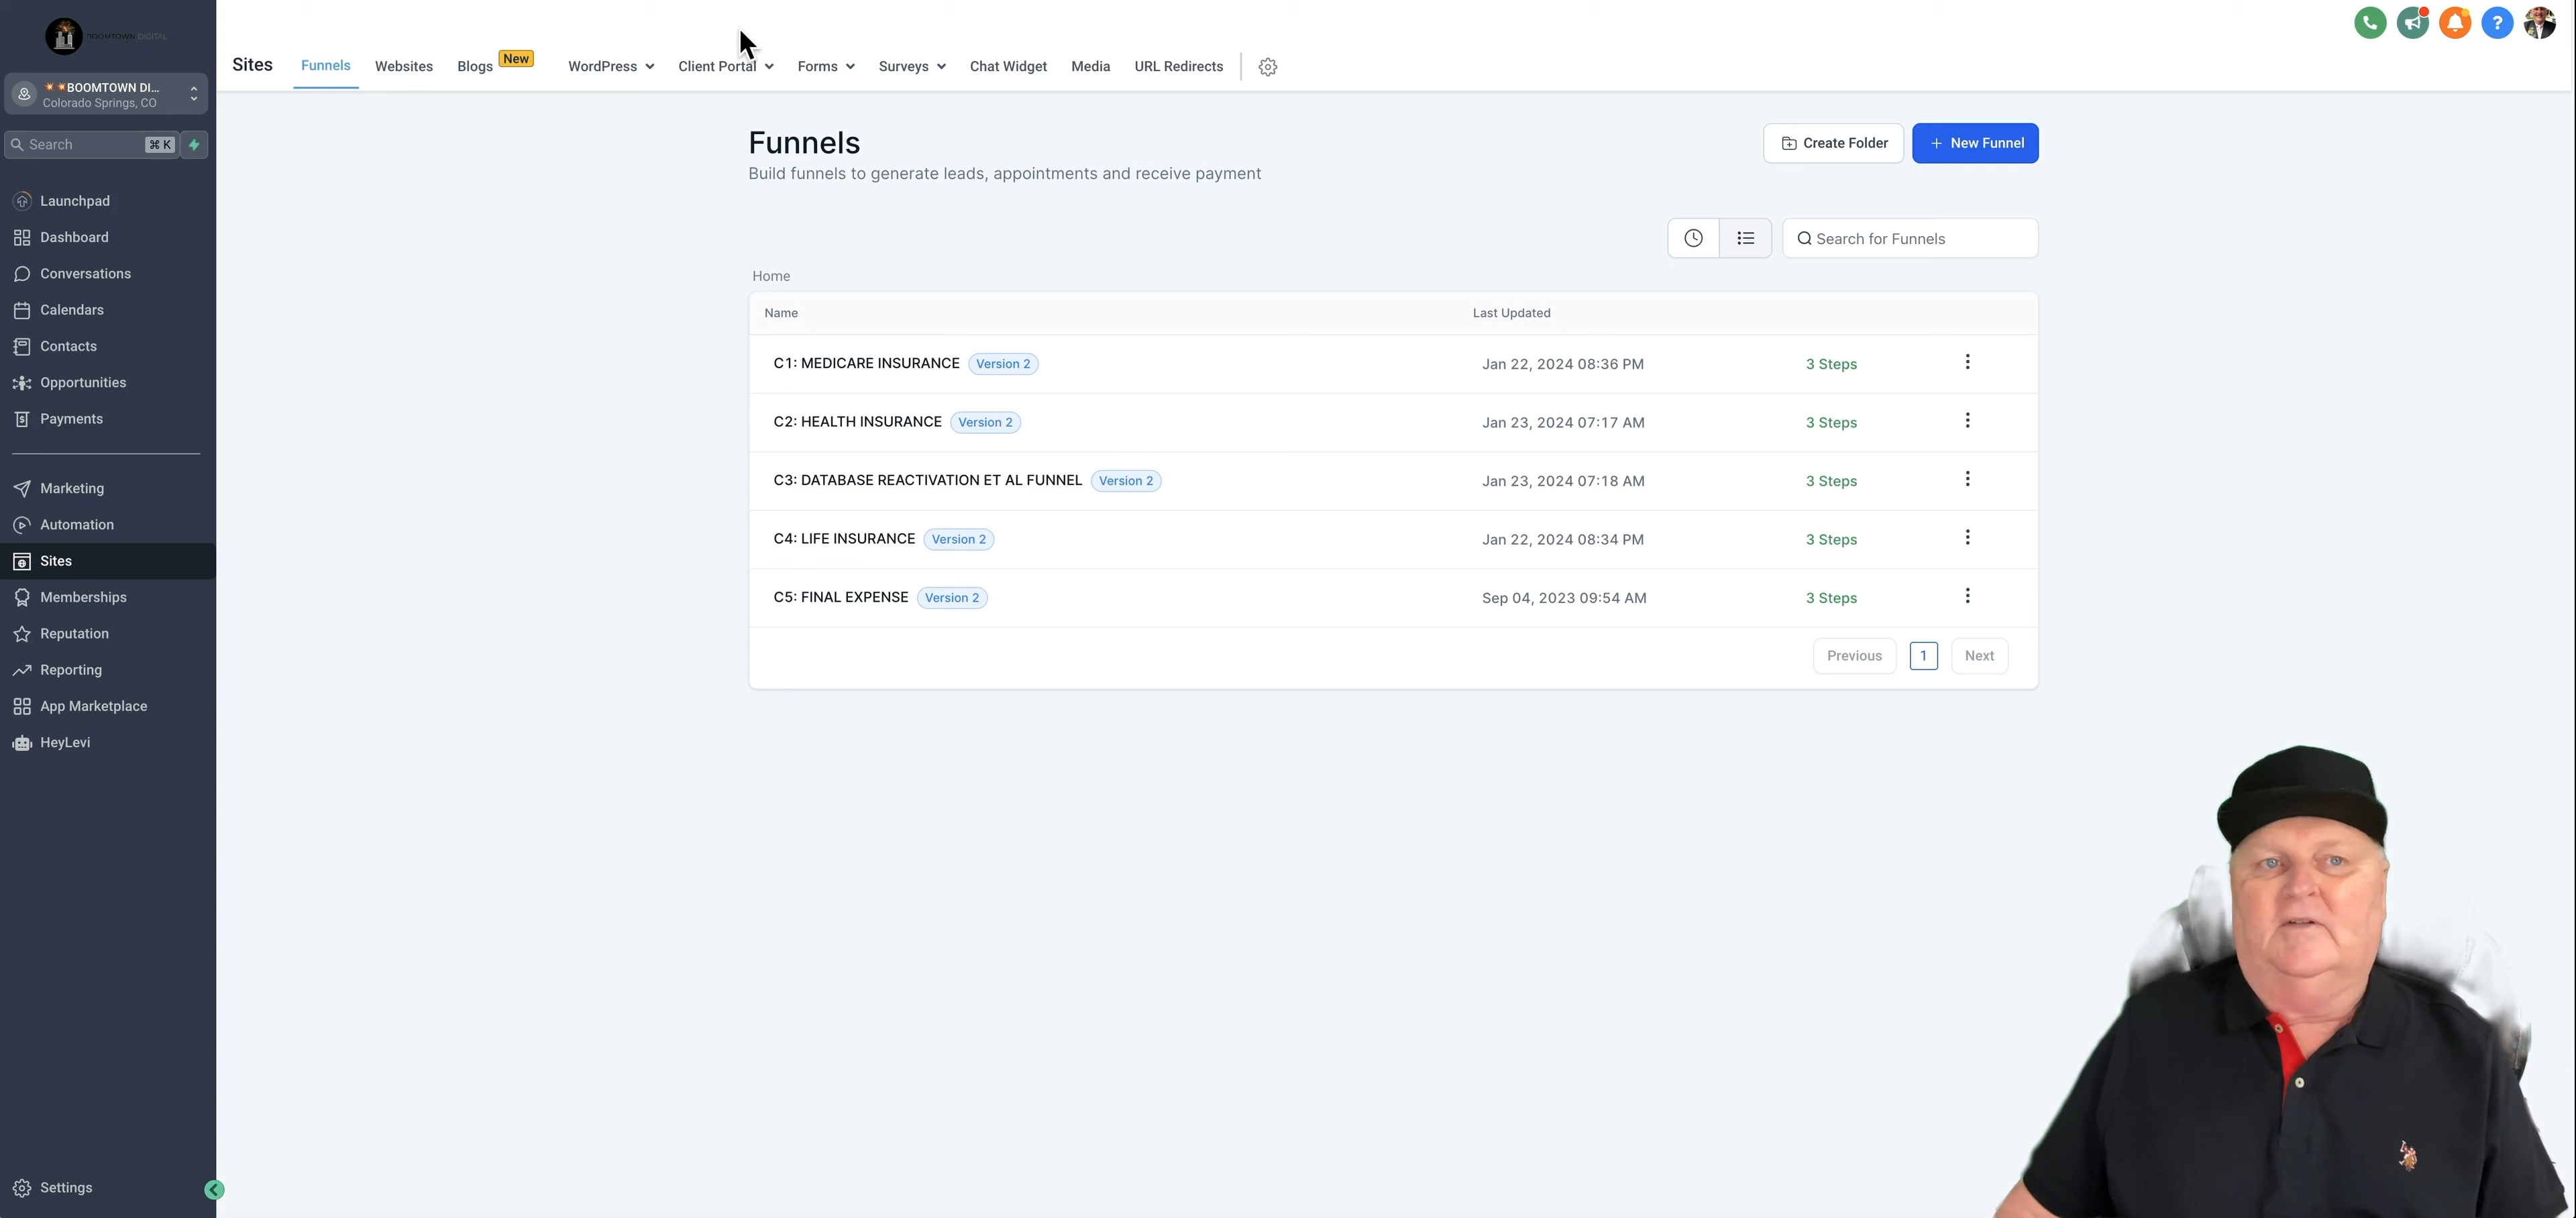 BOOMTOWN DIGITAL
BOOMTOWN DI...
Colorado Springs, CO
Search
⌘ K
Launchpad
Dashboard
Conversations
Calendars
Contacts
Opportunities
Payments
Marketing
Automation
Sites
Memberships
Reputation
Reporting
App Marketplace
HeyLevi
Settings
Sites Funnels Websites Blogs New WordPress Client Portal Forms Surveys Chat Widget Media URL Redirects
Funnels
Build funnels to generate leads, appointments and receive payment
Create Folder
+ New Funnel
Search for Funnels
Home
Name Last Updated
C1: MEDICARE INSURANCE Version 2 Jan 22, 2024 08:36 PM 3 Steps
C2: HEALTH INSURANCE Version 2 Jan 23, 2024 07:17 AM 3 Steps
C3: DATABASE REACTIVATION ET AL FUNNEL Version 2 Jan 23, 2024 07:18 AM 3 Steps
C4: LIFE INSURANCE Version 2 Jan 22, 2024 08:34 PM 3 Steps
C5: FINAL EXPENSE Version 2 Sep 04, 2023 09:54 AM 3 Steps
Previous 1 Next